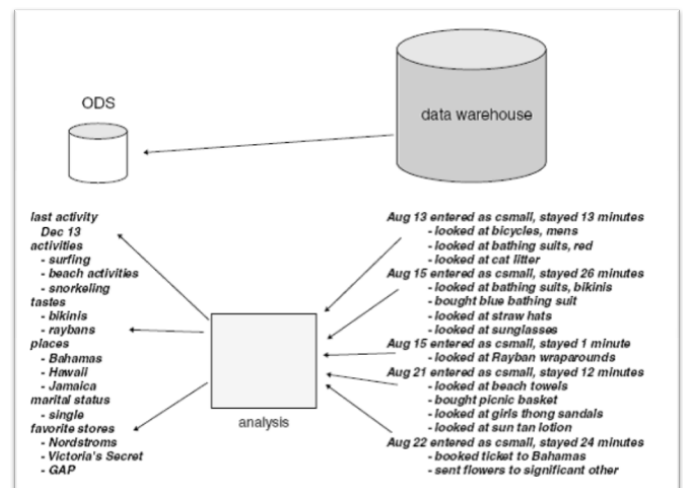 ODS
data warehouse
last activity
Dec 13
activities
- surfing
- beach activities
- snorkeling
tastes
- bikinis
- raybans
places
- Bahamas
- Hawaii
- Jamaica
marital status
- single
favorite stores
- Nordstroms
- Victoria's Secret
- GAP
analysis
Aug 13 entered as csmail, stayed 13 minutes
- looked at bicycles, mens
- looked at bathing suits, red
- looked at cat litter
Aug 15 entered as csmail, stayed 26 minutes
- looked at bathing suits, bikinis
- bought blue bathing suit
- looked at straw hats
- looked at sunglasses
Aug 15 entered as csmail, stayed 1 minute
- looked at Rayban wraparounds
Aug 21 entered as csmail, stayed 12 minutes
- looked at beach towels
- bought picnic basket
- looked at girls thong sandals
- looked at sun tan lotion
Aug 22 entered as csmail, stayed 24 minutes
- booked ticket to Bahamas
- sent flowers to significant other